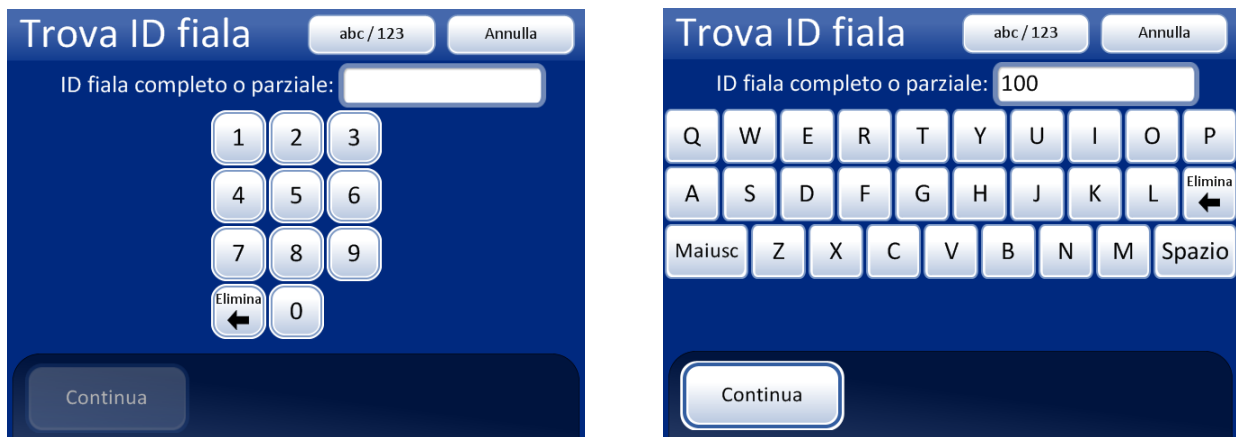 Trova ID fiala abc / 123 Annulla
ID fiala completo o parziale:
1 2 3
4 5 6
7 8 9
Elimina 0
Continua
Trova ID fiala abc / 123 Annulla
ID fiala completo o parziale: 100
Q W E R T Y U I O P
A S D F G H J K L Elimina
Maiusc Z X C V B N M Spazio
Continua